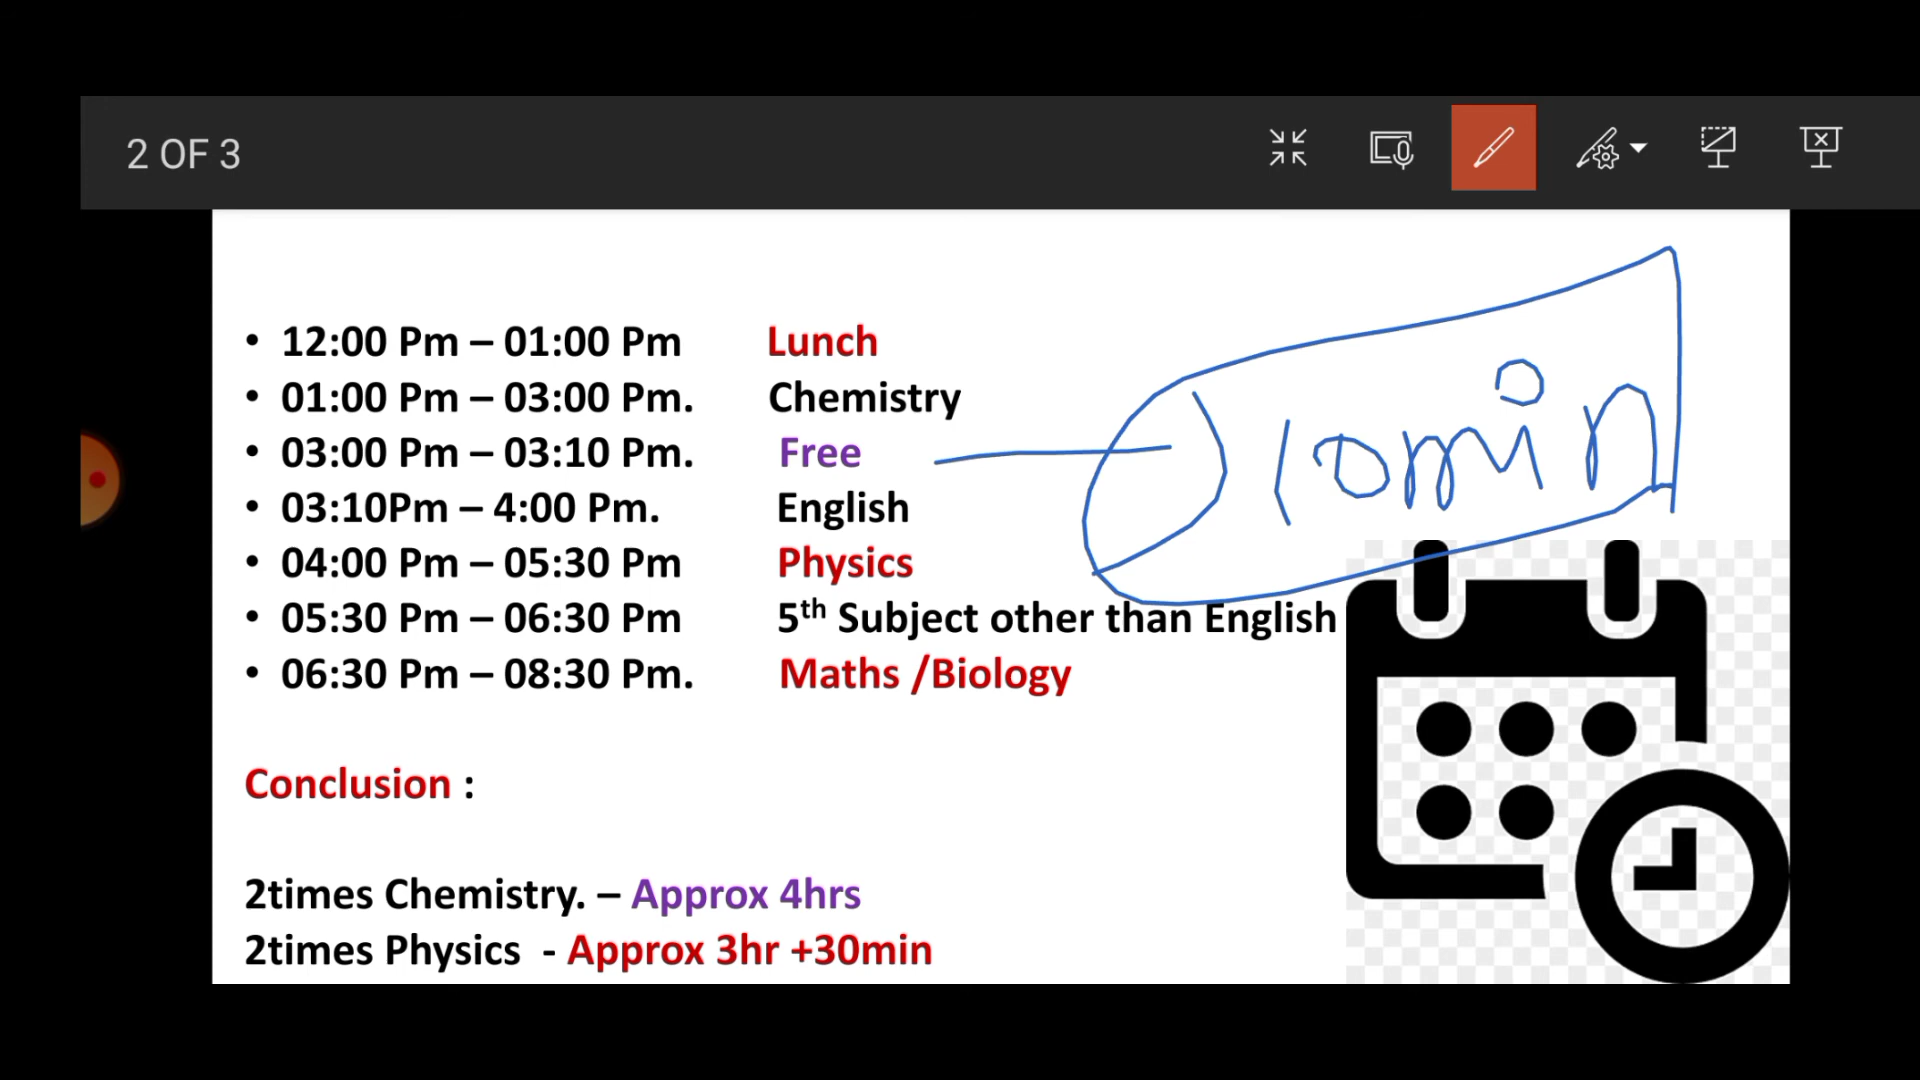 2 OF 3
• 12:00 Pm – 01:00 Pm Lunch
• 01:00 Pm – 03:00 Pm. Chemistry
• 03:00 Pm – 03:10 Pm. Free
10min
• 03:10Pm – 4:00 Pm. English
• 04:00 Pm – 05:30 Pm Physics
• 05:30 Pm – 06:30 Pm 5th Subject other than English
• 06:30 Pm – 08:30 Pm. Maths /Biology
Conclusion :
2times Chemistry. – Approx 4hrs
2times Physics - Approx 3hr +30min